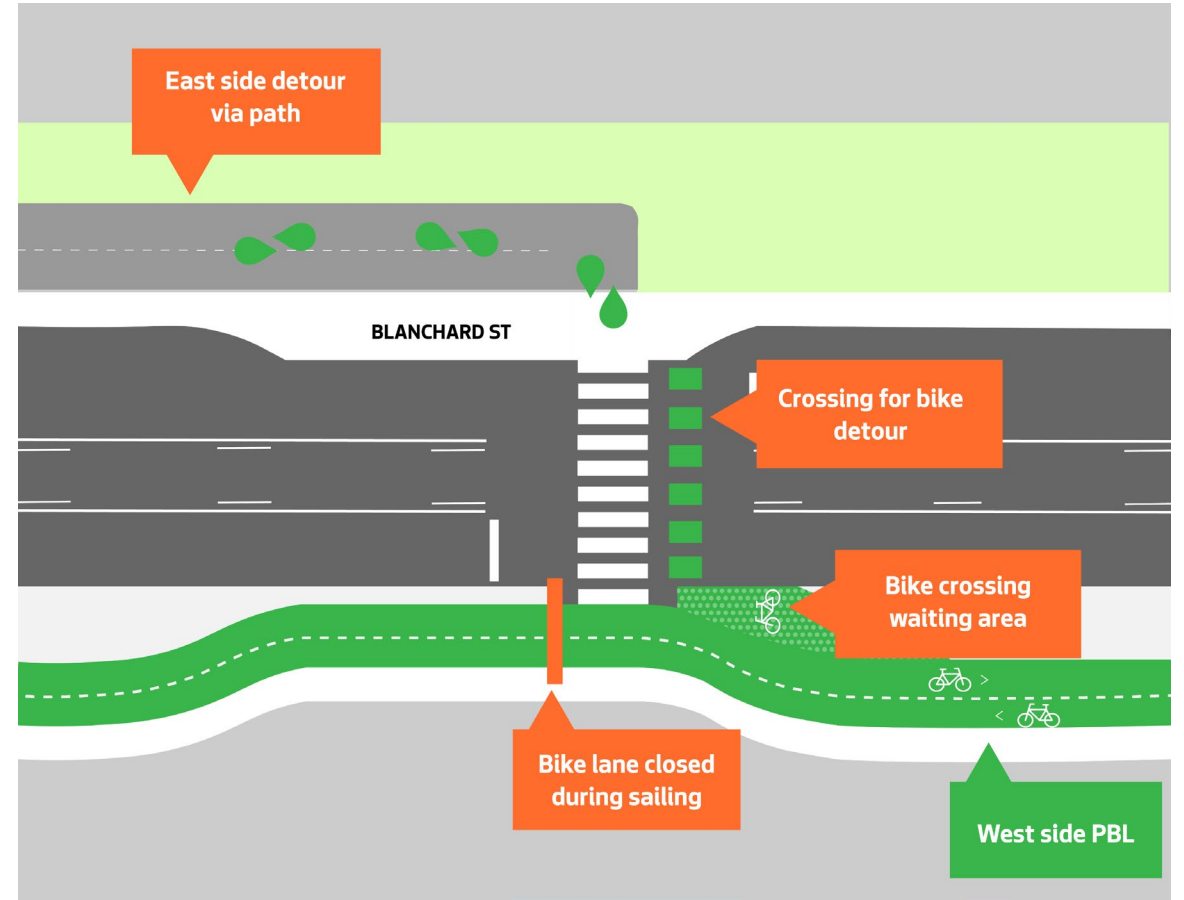 East side detour
via path
BLANCHARD ST
Crossing for bike
detour
Bike crossing
waiting area
>
<
Bike lane closed
during sailing
West side PBL